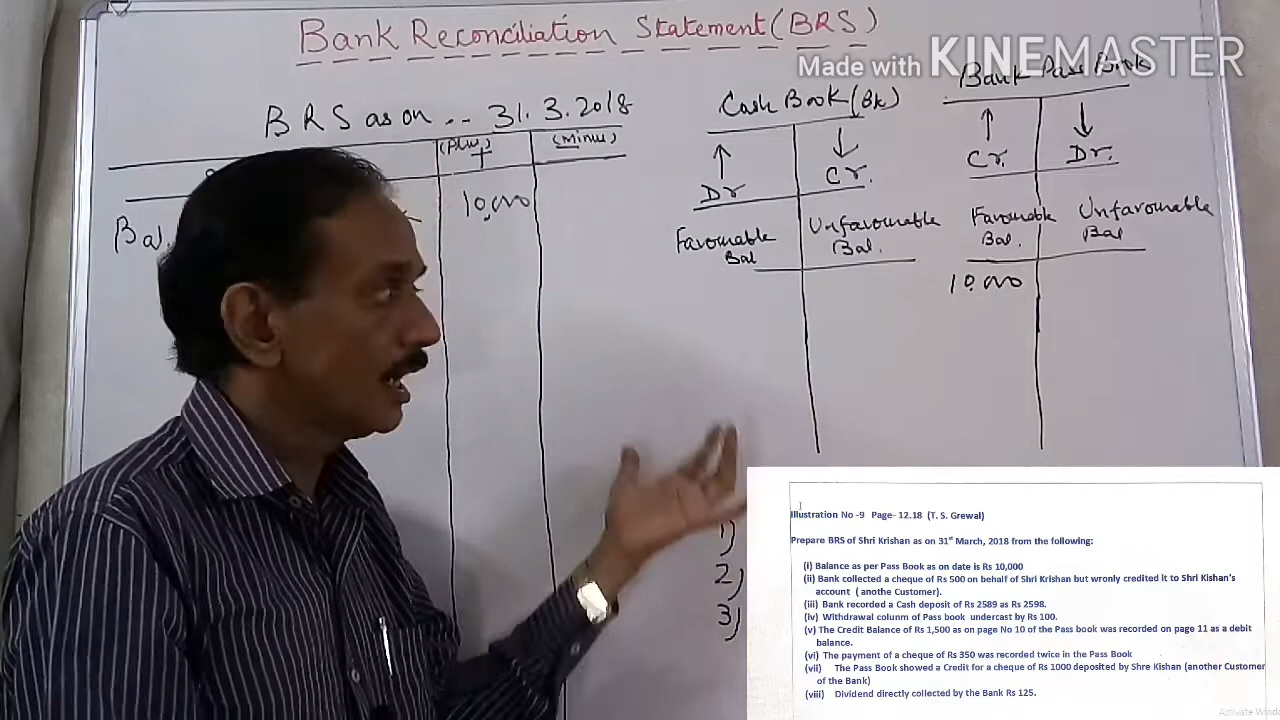 Bank Reconciliation Statement (BRS)
Made with KINEMASTER
BRS as on -- 31.3.2018
(Plus) +
(Minus)
Bal.
10,000
Cash Book (Bk)
Dr
Cr.
Favourable Bal
Unfavourable Bal.
Bank Pass Book
Cr.
Dr.
Favourable Bal.
Unfavourable Bal
10,000
1)
2)
3)
Illustration No -9 Page- 12.18 (T. S. Grewal)
Prepare BRS of Shri Krishan as on 31st March, 2018 from the following:
(i) Balance as per Pass Book as on date is Rs 10,000
(ii) Bank collected a cheque of Rs 500 on behalf of Shri Krishan but wronly credited it to Shri Kishan's
account ( anothe Customer).
(iii) Bank recorded a Cash deposit of Rs 2589 as Rs 2598.
(iv) Withdrawal colunm of Pass book undercast by Rs 100.
(v) The Credit Balance of Rs 1,500 as on page No 10 of the Pass book was recorded on page 11 as a debit
balance.
(vi) The payment of a cheque of Rs 350 was recorded twice in the Pass Book
(vii) The Pass Book showed a Credit for a cheque of Rs 1000 deposited by Shre Kishan (another Customer
of the Bank)
(viii) Dividend directly collected by the Bank Rs 125.
Activate Windo